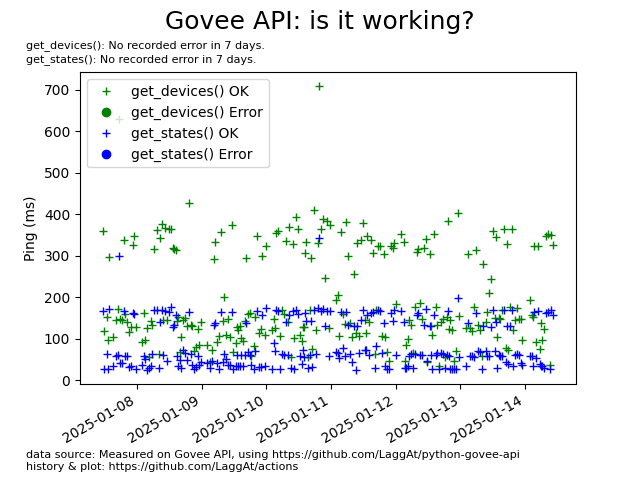 Govee API: is it working?
get_devices(): No recorded error in 7 days.
get_states(): No recorded error in 7 days.
get_devices() OK
get_devices() Error
get_states() OK
get_states() Error
Ping (ms)
700
600
500
400
300
200
100
0
2025-01-08
2025-01-09
2025-01-10
2025-01-11
2025-01-12
2025-01-13
2025-01-14
data source: Measured on Govee API, using https://github.com/LaggAt/python-govee-api
history & plot: https://github.com/LaggAt/actions